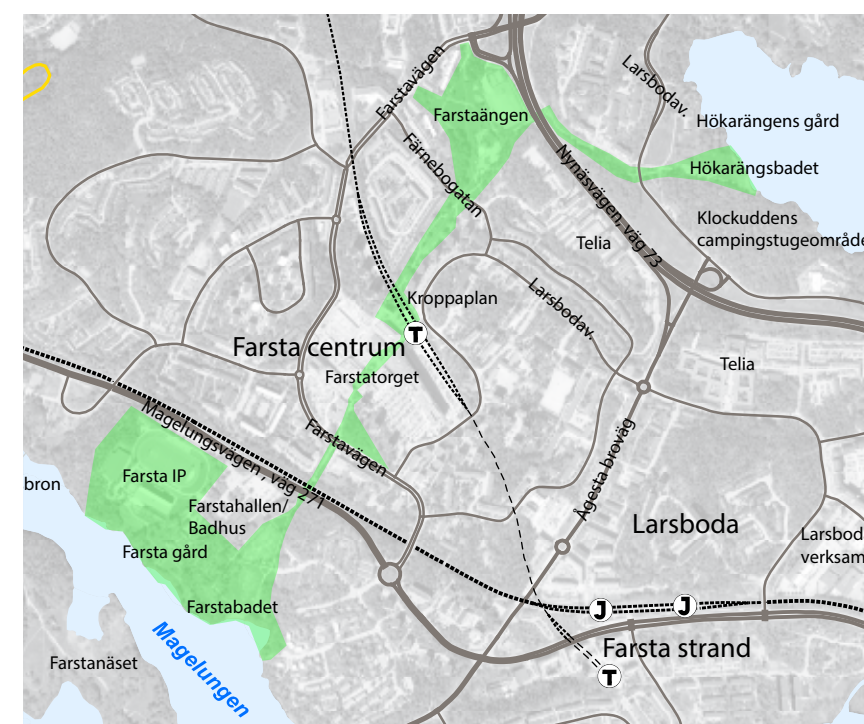 Farstavägen
Larsbodav.
Farstaängen
Hökarängens gård
Hökarängsbadet
Färnebogatan
Nynäsvägen, väg 73
Klockuddens
campingstugeområde
Telia
Kroppaplan
Larsbodav.
T
Farsta centrum
Farstatorget
Telia
Magelungsvägen , väg 271
Farstavägen
Ågesta broväg
bron
Farsta IP
Farstahallen/
Badhus
Larsboda
Larsbod
verksam
Farsta gård
Farstabadet
J
J
Magelungen
Farstanäset
Farsta strand
T